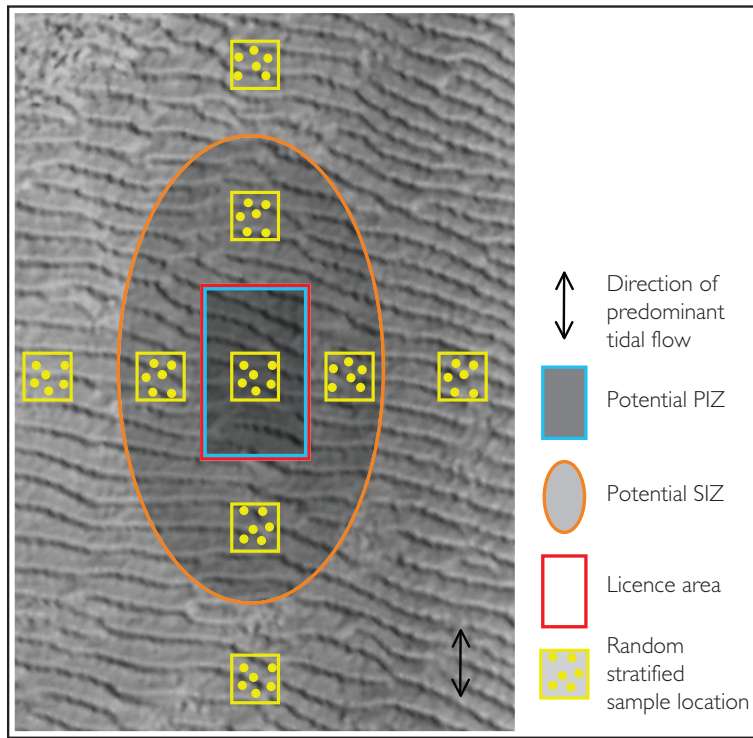 Direction of
predominant
tidal flow
Potential PIZ
Potential SIZ
Licence area
Random
stratified
sample location